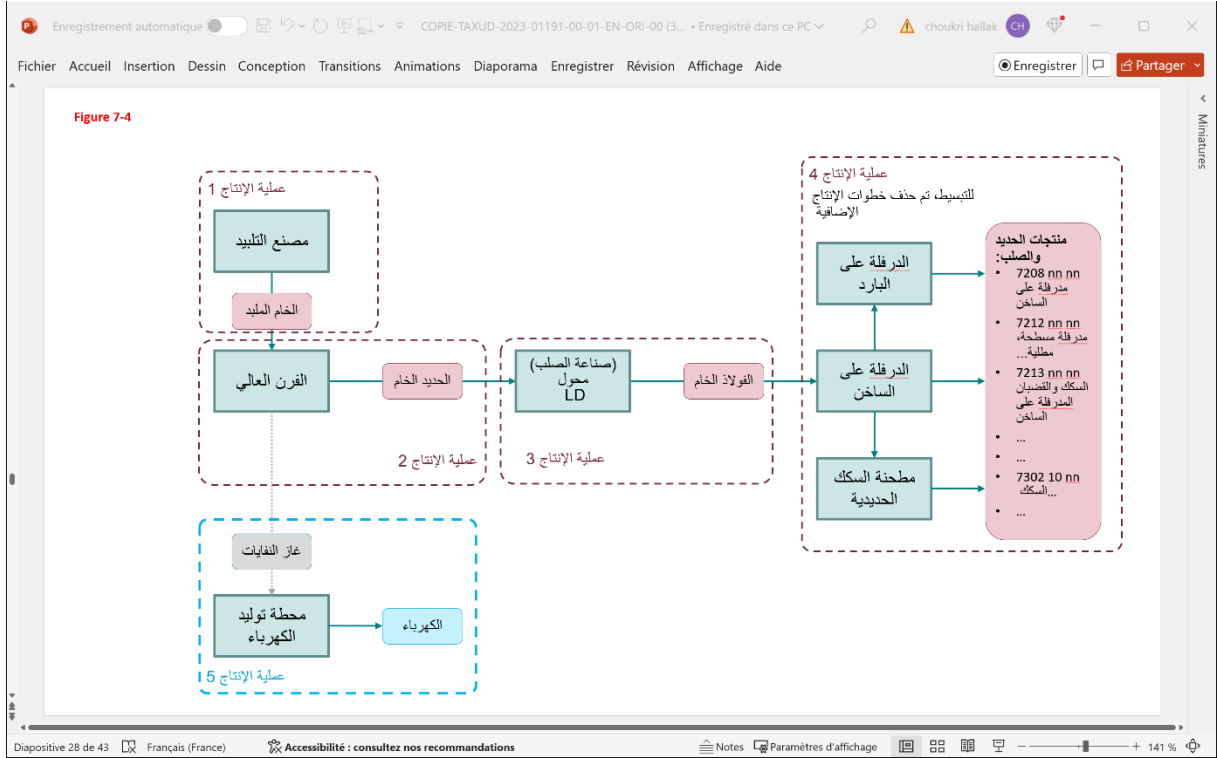 Enregistrement automatique
COPIE-TAXUD-2023-01191-00-01-EN-ORI-00 (3... • Enregistré dans ce PC
choukri hallak
CH
Fichier Accueil Insertion Dessin Conception Transitions Animations Diaporama Enregistrer Révision Affichage Aide
Enregistrer
Partager
Miniatures
Figure 7-4
عملية الإنتاج 1
مصنع التلبيد
الخام الملبد
الفرن العالي
الحديد الخام
عملية الإنتاج 2
(صناعة الصلب)
محول
LD
الفولاذ الخام
عملية الإنتاج 3
عملية الإنتاج 4
للتبسيط، تم حذف خطوات الإنتاج
الإضافية
الدرفلة على
البارد
الدرفلة على
الساخن
مطحنة السكك
الحديدية
منتجات الحديد
والصلب:
• 7208 nn nn
مدرفلة على
الساخن
• 7212 nn nn
مدرفلة مسطحة،
مطلية...
• 7213 nn nn
السكك والقضبان
المدرفلة على
الساخن
• ...
• ...
• 7302 10 nn
السكك...
• ...
غاز النفايات
محطة توليد
الكهرباء
الكهرباء
عملية الإنتاج 5
Diapositive 28 de 43
Français (France)
Accessibilité : consultez nos recommandations
Notes
Paramètres d'affichage
141 %